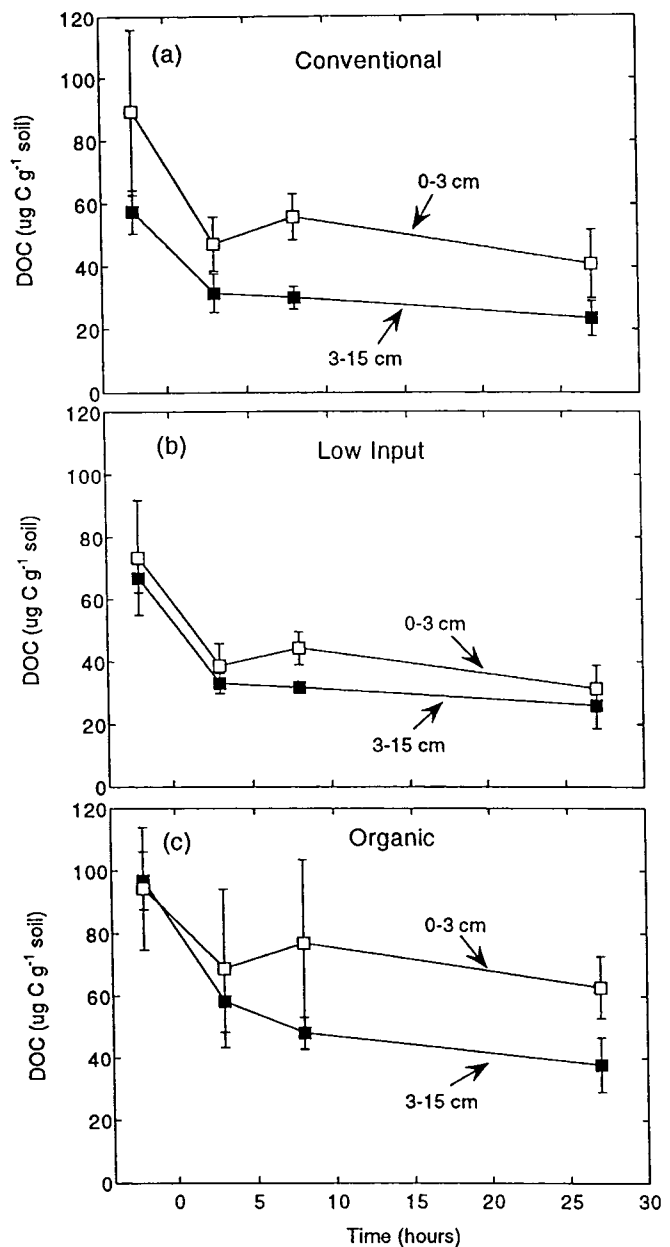 120
100
80
60
40
20
0
DOC (ug C g⁻¹ soil)
(a)
Conventional
0-3 cm
3-15 cm
120
100
80
60
40
20
0
DOC (ug C g⁻¹ soil)
(b)
Low Input
0-3 cm
3-15 cm
120
100
80
60
40
20
0
DOC (ug C g⁻¹ soil)
(c)
Organic
0-3 cm
3-15 cm
0 5 10 15 20 25 30
Time (hours)